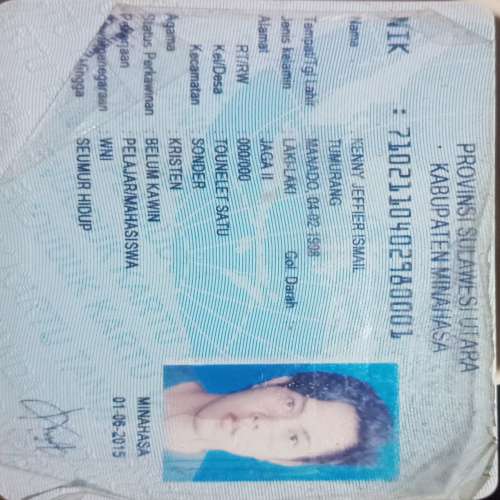 PROVINSI SULAWESI UTARA
KABUPATEN MINAHASA
NIK : 7102110402980001
Nama : KENNY JEFFIER ISMAIL
TUMURANG
Tempat/Tgl Lahir : MANADO, 04-02-1998
Jenis kelamin : LAKI-LAKI Gol. Darah : -
Alamat : JAGA II
RT/RW : 000/000
Kel/Desa : TOUNELET SATU
Kecamatan : SONDER
Agama : KRISTEN
Status Perkawinan : BELUM KAWIN
Pekerjaan : PELAJAR/MAHASISWA
Kewarganegaraan : WNI
Hingga : SEUMUR HIDUP
MINAHASA
01-06-2015